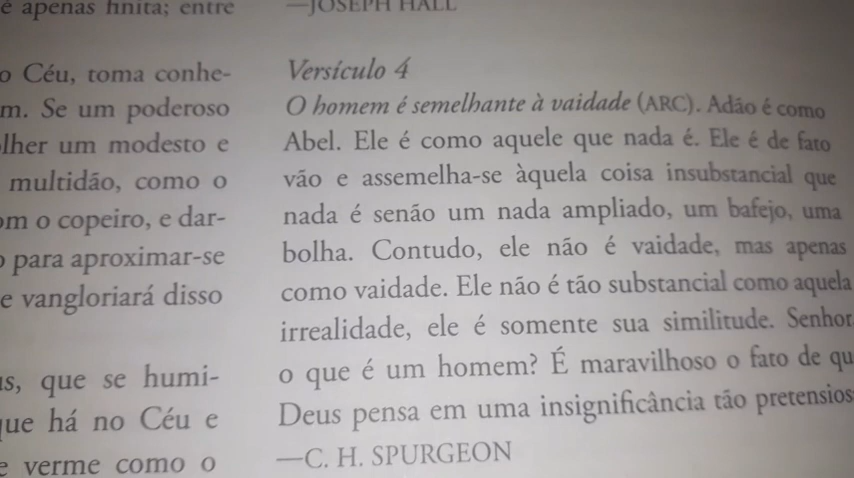 é apenas finita; entre
o Céu, toma conhe-
m. Se um poderoso
lher um modesto e
multidão, como o
om o copeiro, e dar-
o para aproximar-se
e vangloriará disso
us, que se humi-
que há no Céu e
e verme como o
—JOSEPH HALL
Versículo 4
O homem é semelhante à vaidade (ARC). Adão é como
Abel. Ele é como aquele que nada é. Ele é de fato
vão e assemelha-se àquela coisa insubstancial que
nada é senão um nada ampliado, um bafejo, uma
bolha. Contudo, ele não é vaidade, mas apenas
como vaidade. Ele não é tão substancial como aquela
irrealidade, ele é somente sua similitude. Senhor
o que é um homem? É maravilhoso o fato de qu
Deus pensa em uma insignificância tão pretensios
—C. H. SPURGEON